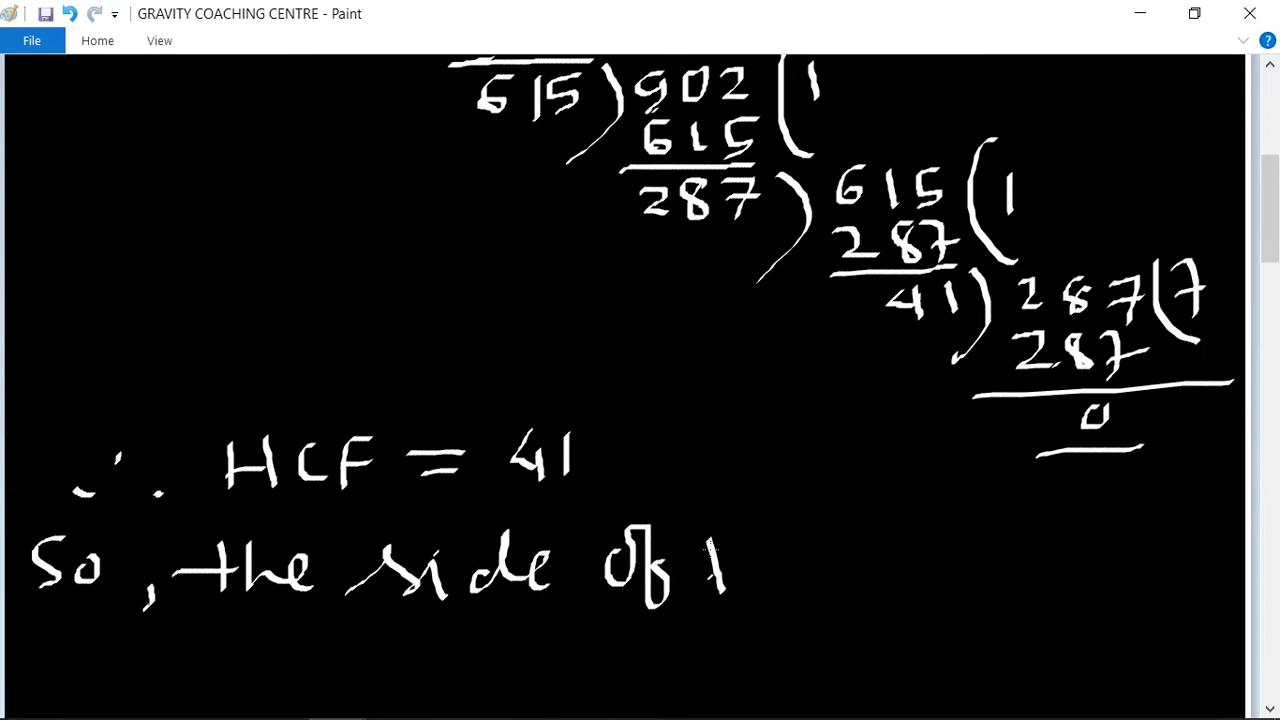 GRAVITY COACHING CENTRE - Paint
File Home View
615 ) 902 ( 1
615
287 ) 615 ( 1
287
41 ) 287 ( 7
287
0
∴ HCF = 41
So, the side of